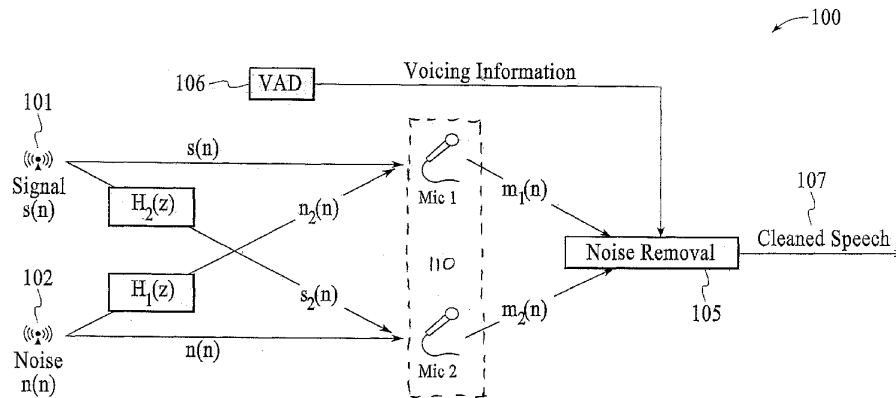 100
106
VAD
Voicing Information
101
Signal
s(n)
s(n)
H2(z)
n2(n)
Mic 1
m1(n)
107
Cleaned Speech
Noise Removal
105
110
102
H1(z)
s2(n)
m2(n)
Noise
n(n)
n(n)
Mic 2